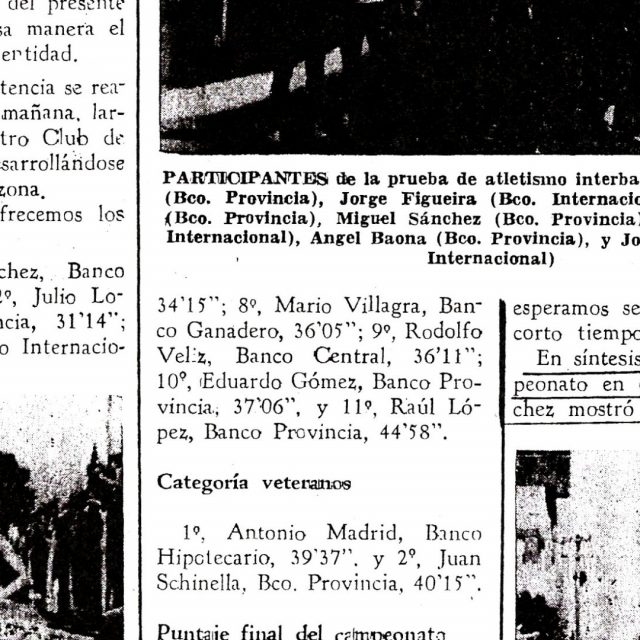 del presente
sa manera el
entidad.
tencia se rea-
mañana, lar-
tro Club de
sarrollándose
zona.
frecemos los
chez, Banco
2º, Julio Lo-
ncia, 31'14";
o Internacio-
PARTICIPANTES de la prueba de atletismo interba
(Bco. Provincia), Jorge Figueira (Bco. Internacio
(Bco. Provincia), Miguel Sánchez (Bco. Provincia)
Internacional), Angel Baona (Bco. Provincia), y Jo
Internacional)
34'15"; 8º, Mario Villagra, Ban-
co Ganadero, 36'05"; 9º, Rodolfo
Veliz, Banco Central, 36'11";
10º, Eduardo Gómez, Banco Pro-
vincia, 37'06", y 11º, Raúl Ló-
pez, Banco Provincia, 44'58".
Categoría veteranos
1º, Antonio Madrid, Banco
Hipotecario, 39'37". y 2º, Juan
Schinella, Bco. Provincia, 40'15".
Puntaje final del campeonato
esperamos se
corto tiempo
En síntesis
peonato en
chez mostró